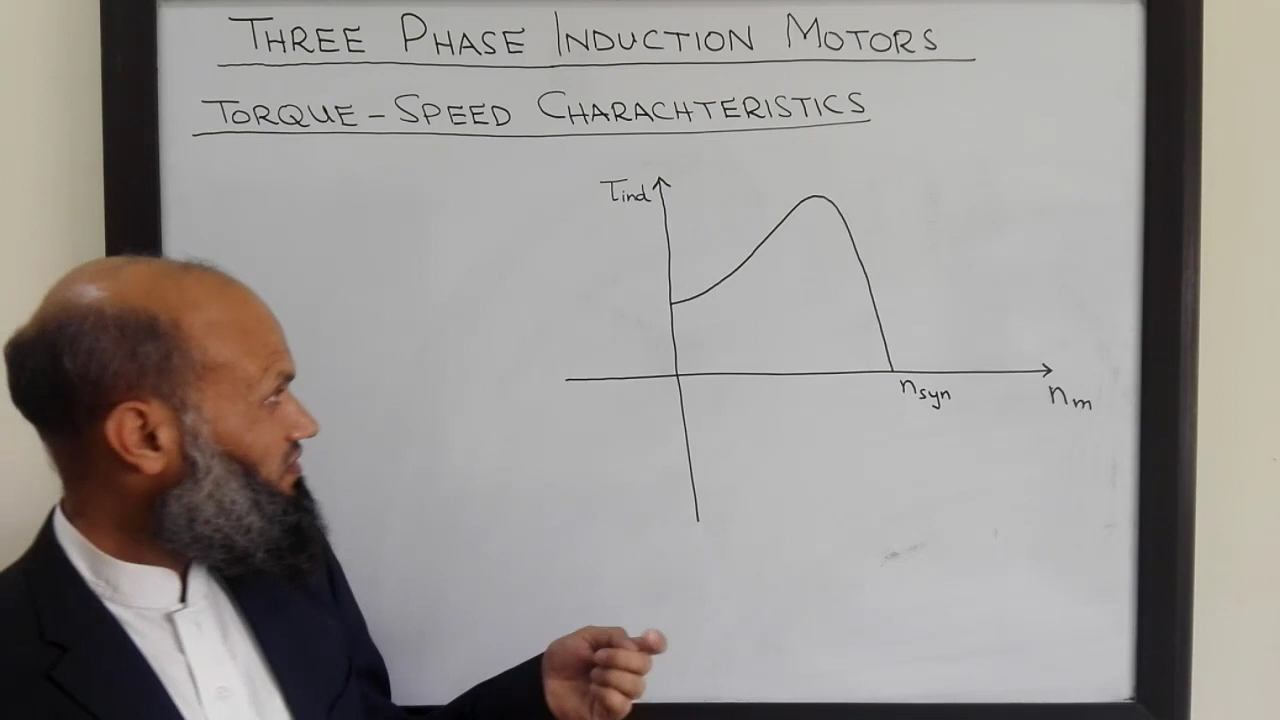 THREE PHASE INDUCTION MOTORS
TORQUE-SPEED CHARACHTERISTICS
Tind
nsyn
nm